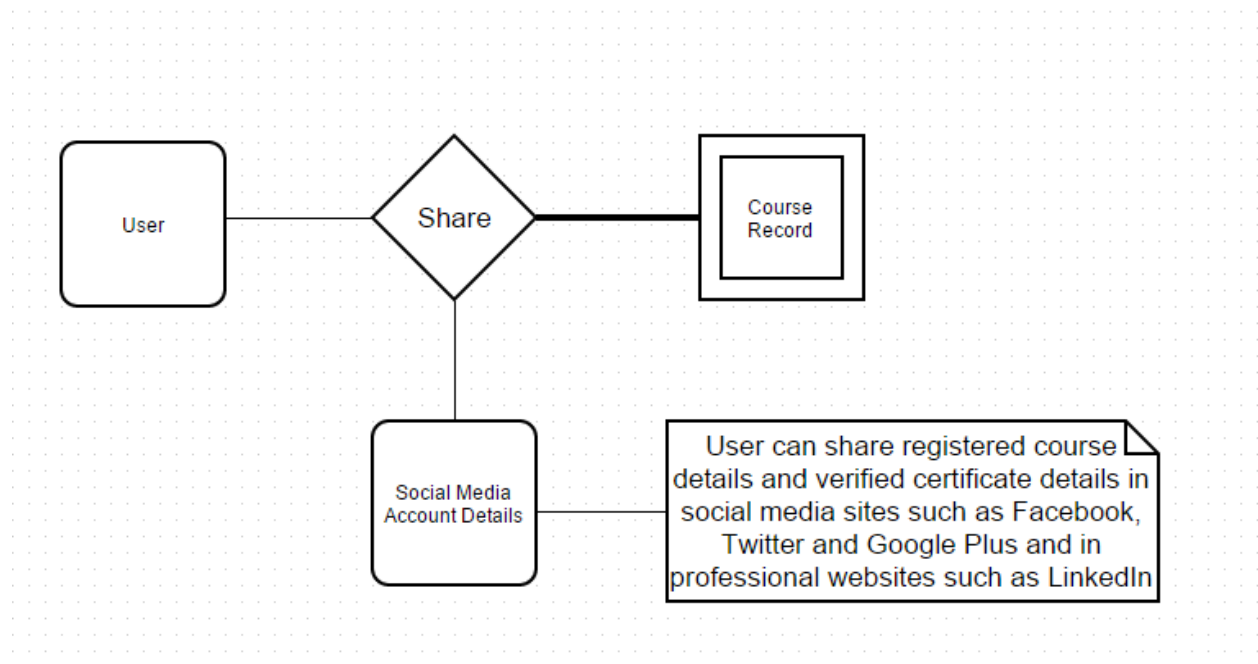 User
Share
Course
Record
Social Media
Account Details
User can share registered course
details and verified certificate details in
social media sites such as Facebook,
Twitter and Google Plus and in
professional websites such as LinkedIn